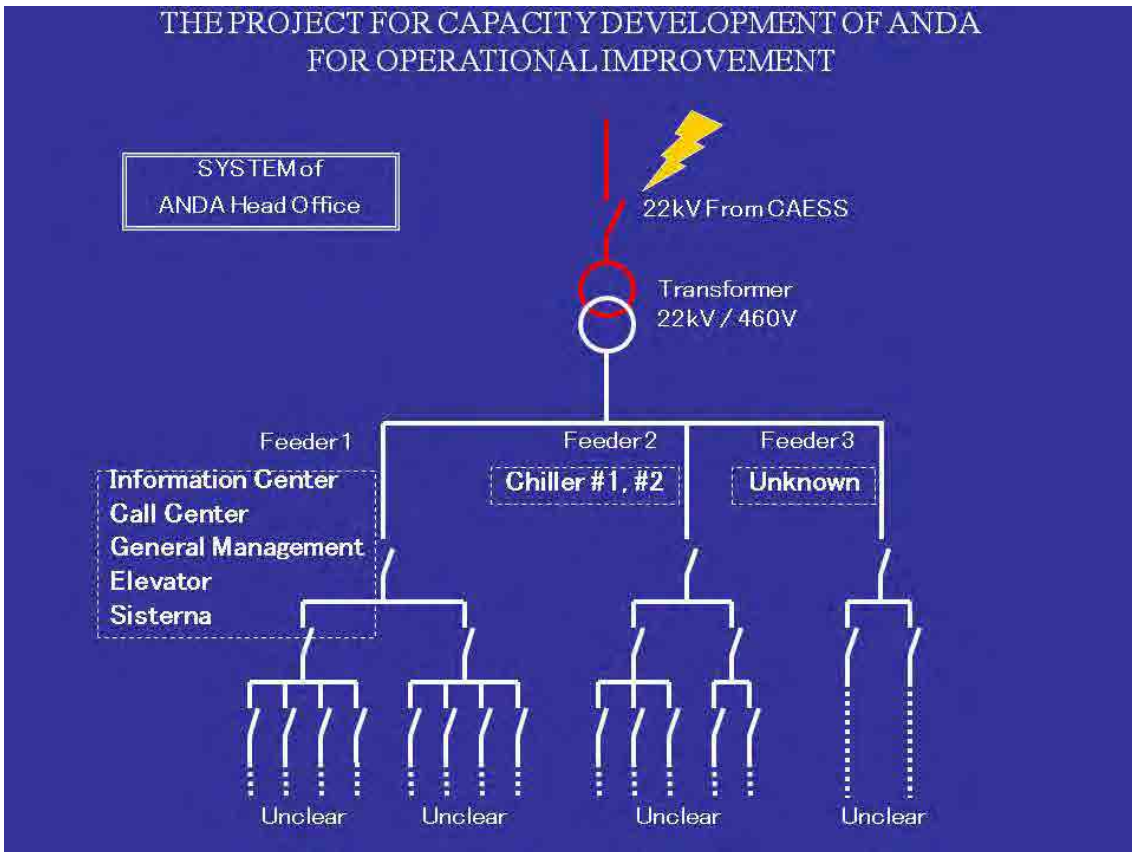 THE PROJECT FOR CAPACITY DEVELOPMENT OF ANDA
FOR OPERATIONAL IMPROVEMENT
SYSTEM of
ANDA Head Office
22kV From CAESS
Transformer
22kV / 460V
Feeder 1
Feeder 2
Feeder 3
Information Center
Call Center
General Management
Elevator
Sisterna
Chiller #1, #2
Unknown
Unclear
Unclear
Unclear
Unclear